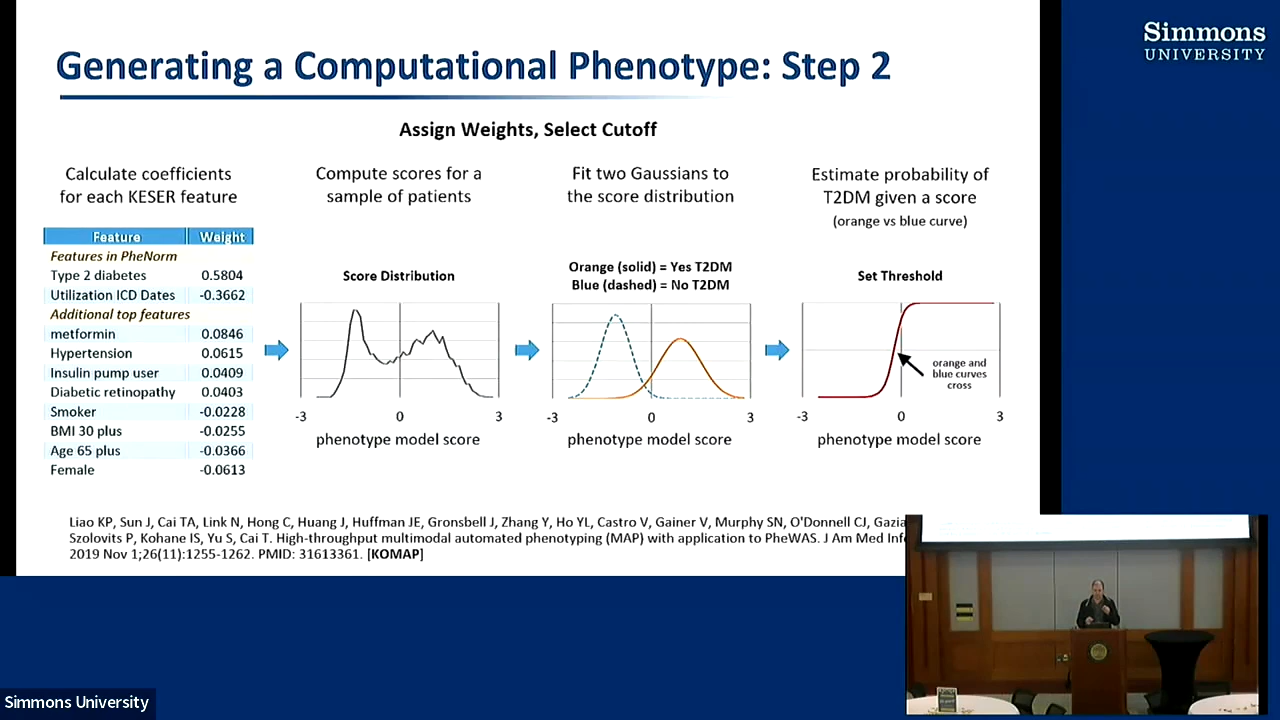 Generating a Computational Phenotype: Step 2
Simmons
UNIVERSITY
Assign Weights, Select Cutoff
Calculate coefficients
for each KESER feature
Feature Weight
Features in PheNorm
Type 2 diabetes 0.5804
Utilization ICD Dates -0.3662
Additional top features
metformin 0.0846
Hypertension 0.0615
Insulin pump user 0.0409
Diabetic retinopathy 0.0403
Smoker -0.0228
BMI 30 plus -0.0255
Age 65 plus -0.0366
Female -0.0613
Compute scores for a
sample of patients
Score Distribution
-3 0 3
phenotype model score
Fit two Gaussians to
the score distribution
Orange (solid) = Yes T2DM
Blue (dashed) = No T2DM
-3 0 3
phenotype model score
Estimate probability of
T2DM given a score
(orange vs blue curve)
Set Threshold
orange and
blue curves
cross
-3 0 3
phenotype model score
Liao KP, Sun J, Cai TA, Link N, Hong C, Huang J, Huffman JE, Gronsbell J, Zhang Y, Ho YL, Castro V, Gainer V, Murphy SN, O'Donnell CJ,
Szolovits P, Kohane IS, Yu S, Cai T. High-throughput multimodal automated phenotyping (MAP) with application to PheWAS. J Am Med
2019 Nov 1;26(11):1255-1262. PMID: 31613361. [KOMAP]
Simmons University